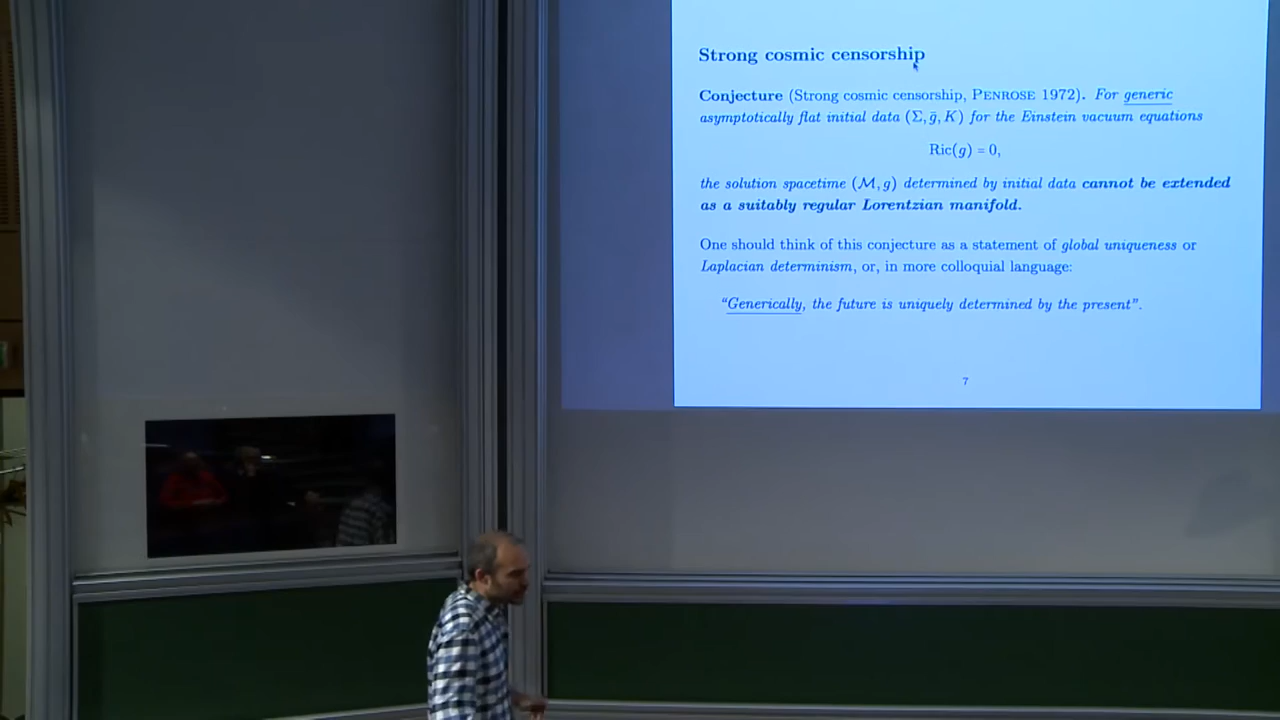 Strong cosmic censorship
Conjecture (Strong cosmic censorship, PENROSE 1972). For generic
asymptotically flat initial data (Σ, ḡ, K) for the Einstein vacuum equations
Ric(g) = 0,
the solution spacetime (M, g) determined by initial data cannot be extended
as a suitably regular Lorentzian manifold.
One should think of this conjecture as a statement of global uniqueness or
Laplacian determinism, or, in more colloquial language:
“Generically, the future is uniquely determined by the present”.
7